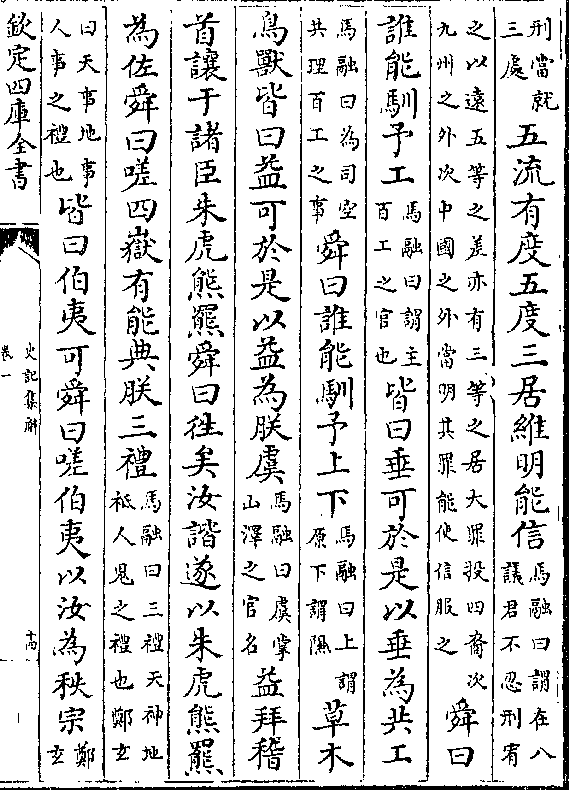 刑當就三處五流有度五度三居維明能信馬融曰謂在八議君不忍刑宥
之以遠五等之差亦有三等之居大罪投四裔次九州之外次中國之外當明其罪能使信服之舜曰
誰能馴予工馬融曰謂主百工之官也皆曰垂可於是以垂為共工
馬融曰為司空共理百工之事舜曰誰能馴予上下馬融曰上謂原下謂隰草木
鳥獸皆曰益可於是以益為朕虞馬融曰虞掌山澤之官名益拜稽
首讓于諸臣朱虎熊羆舜曰徃矣汝諧遂以朱虎熊羆
為佐舜曰嗟四嶽有能典朕三禮馬融曰三禮天神地祗人鬼之禮也鄭玄
曰天事地事人事之禮也皆曰伯夷可舜曰嗟伯夷以汝為秩宗鄭玄
欽定四庫全書
史記集解
卷一
十四